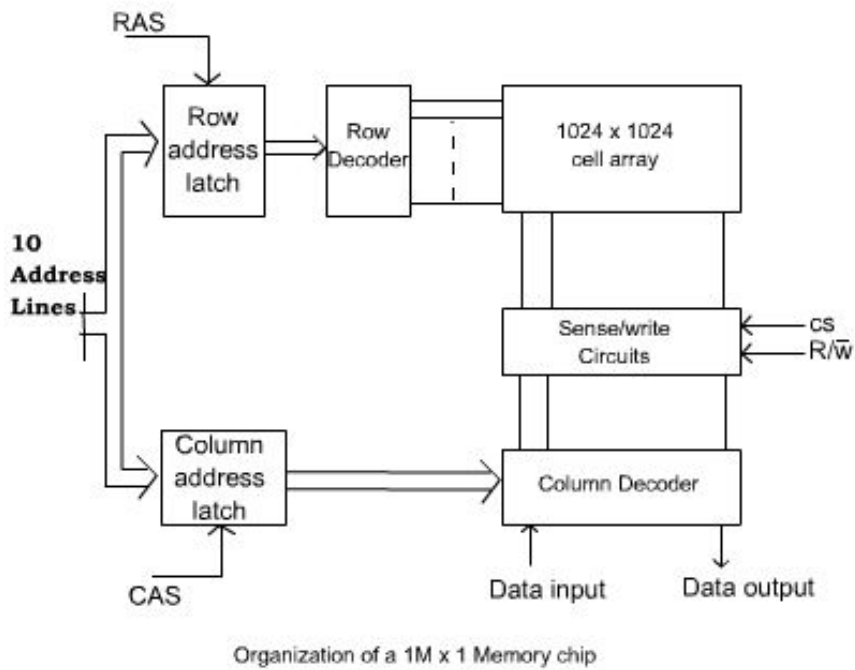 RAS
Row
address
latch
Row
Decoder
1024 x 1024
cell array
10
Address
Lines
Sense/write
Circuits
cs
R/w̅
Column
address
latch
Column Decoder
CAS
Data input
Data output
Organization of a 1M x 1 Memory chip